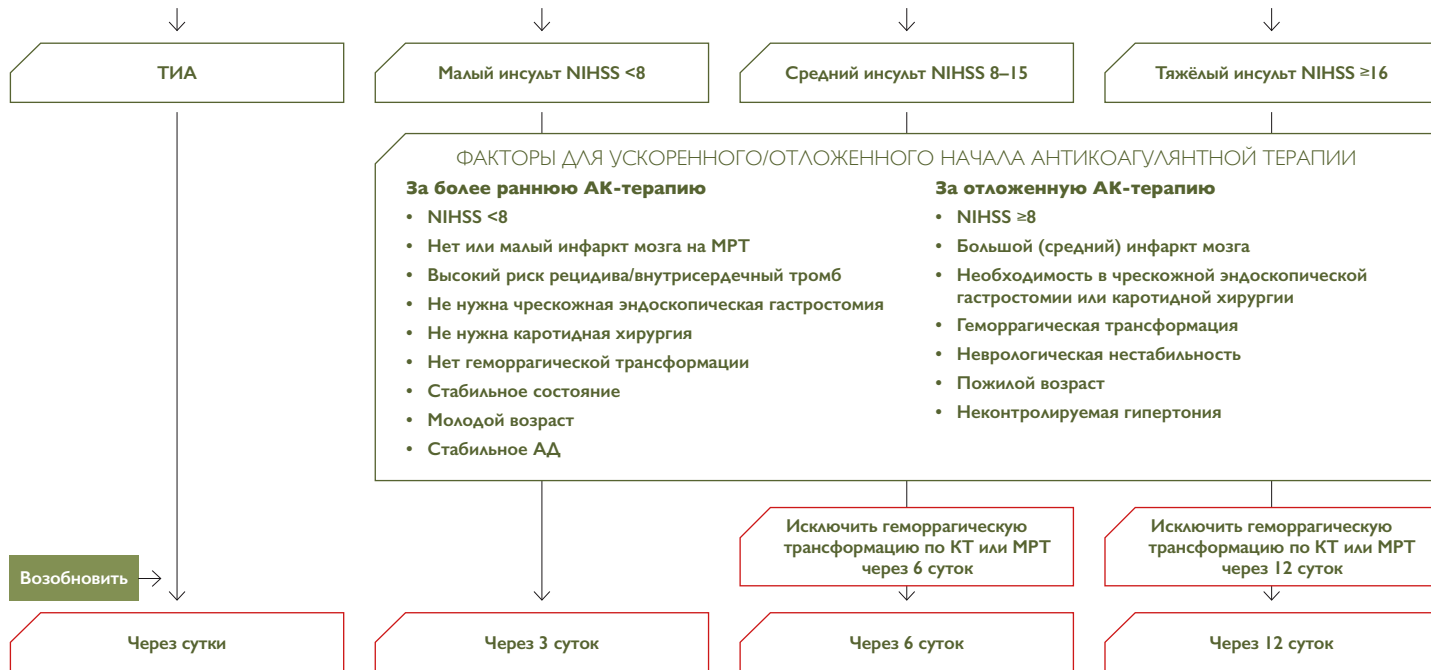 ТИА
Малый инсульт NIHSS <8
Средний инсульт NIHSS 8–15
Тяжёлый инсульт NIHSS ≥16
ФАКТОРЫ ДЛЯ УСКОРЕННОГО/ОТЛОЖЕННОГО НАЧАЛА АНТИКОАГУЛЯНТНОЙ ТЕРАПИИ
За более раннюю АК-терапию
• NIHSS <8
• Нет или малый инфаркт мозга на МРТ
• Высокий риск рецидива/внутрисердечный тромб
• Не нужна чрескожная эндоскопическая гастростомия
• Не нужна каротидная хирургия
• Нет геморрагической трансформации
• Стабильное состояние
• Молодой возраст
• Стабильное АД
За отложенную АК-терапию
• NIHSS ≥8
• Большой (средний) инфаркт мозга
• Необходимость в чрескожной эндоскопической
гастростомии или каротидной хирургии
• Геморрагическая трансформация
• Неврологическая нестабильность
• Пожилой возраст
• Неконтролируемая гипертония
Исключить геморрагическую
трансформацию по КТ или МРТ
через 6 суток
Исключить геморрагическую
трансформацию по КТ или МРТ
через 12 суток
Возобновить
Через сутки
Через 3 суток
Через 6 суток
Через 12 суток